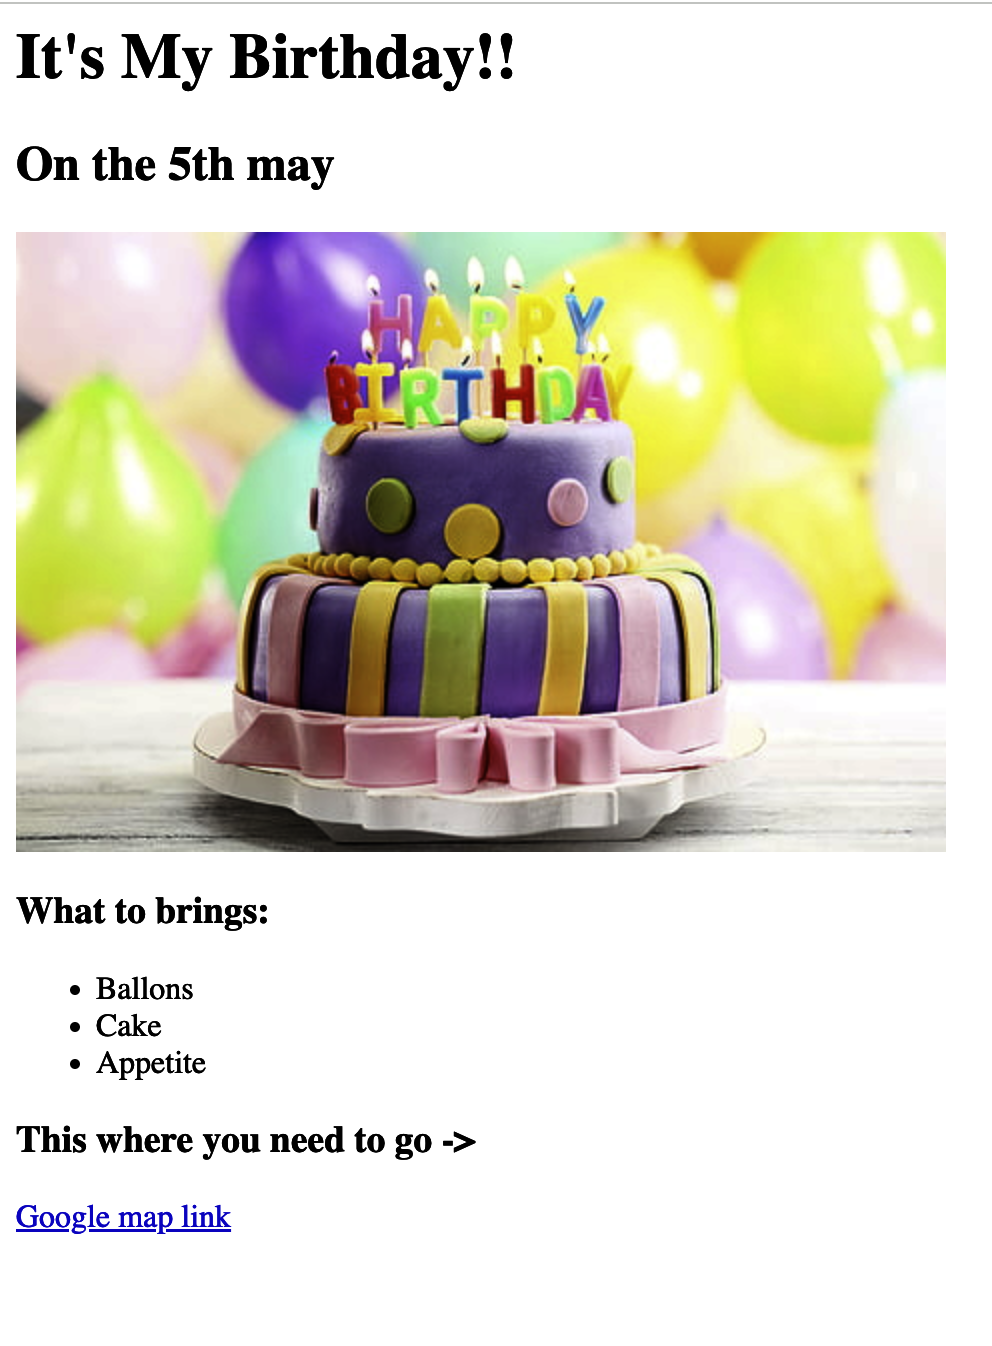 It's My Birthday!!
On the 5th may
HAPPY
BIRTHDAY
What to brings:
Ballons
Cake
Appetite
This where you need to go ->
Google map link